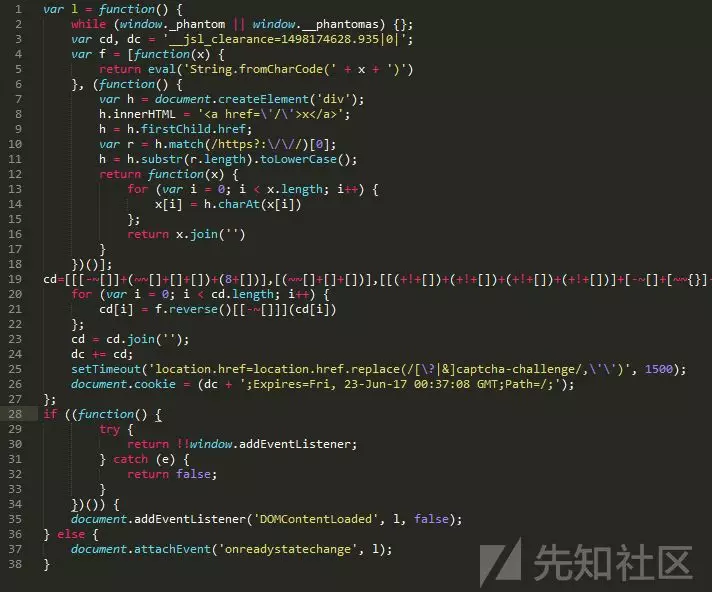 1 var l = function() {
2 while (window._phantom || window.__phantomas) {};
3 var cd, dc = '__jsl_clearance=1498174628.935|0|';
4 var f = [function(x) {
5 return eval('String.fromCharCode(' + x + ')')
6 }, (function() {
7 var h = document.createElement('div');
8 h.innerHTML = '<a href=\'/\'>x</a>';
9 h = h.firstChild.href;
10 var r = h.match(/https?:\/\//)[0];
11 h = h.substr(r.length).toLowerCase();
12 return function(x) {
13 for (var i = 0; i < x.length; i++) {
14 x[i] = h.charAt(x[i])
15 };
16 return x.join('')
17 }
18 })()];
19 cd=[[[-~[]]+(~~[]+[]+[])+(8+[])],[(~~[]+[]+[])],[[(+!+[])+(+!+[])+(+!+[])+(+!+[])]+[-~[]+[~~{}]-
20 for (var i = 0; i < cd.length; i++) {
21 cd[i] = f.reverse()[[-~[]]](cd[i])
22 };
23 cd = cd.join('');
24 dc += cd;
25 setTimeout('location.href=location.href.replace(/[\?|&]captcha-challenge/,\'\')', 1500);
26 document.cookie = (dc + ';Expires=Fri, 23-Jun-17 00:37:08 GMT;Path=/;');
27 };
28 if ((function() {
29 try {
30 return !!window.addEventListener;
31 } catch (e) {
32 return false;
33 }
34 })()) {
35 document.addEventListener('DOMContentLoaded', l, false);
36 } else {
37 document.attachEvent('onreadystatechange', l);
38 }
先知社区